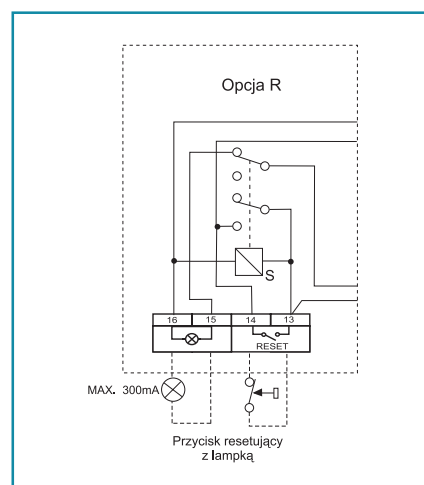 Opcja R
S
16 15 14 13
RESET
MAX. 300mA
Przycisk resetujący
z lampką